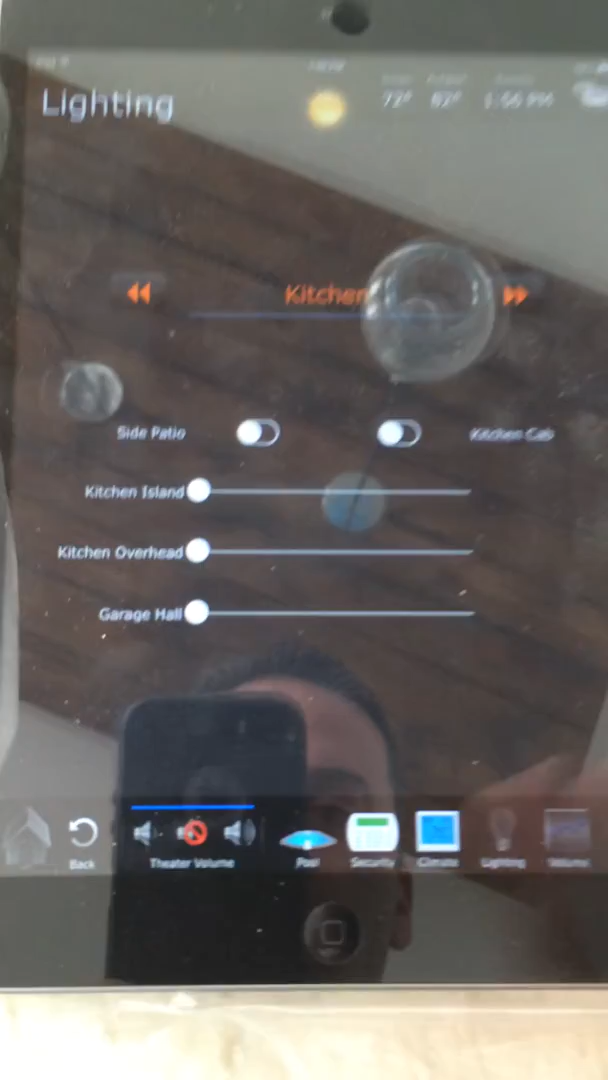 Lighting
72° 82° 1:56 PM
Kitchen
Side Patio
Kitchen Cab
Kitchen Island
Kitchen Overhead
Garage Hall
Back
Theater Volume
Pool
Security
Climate
Lighting
Volume